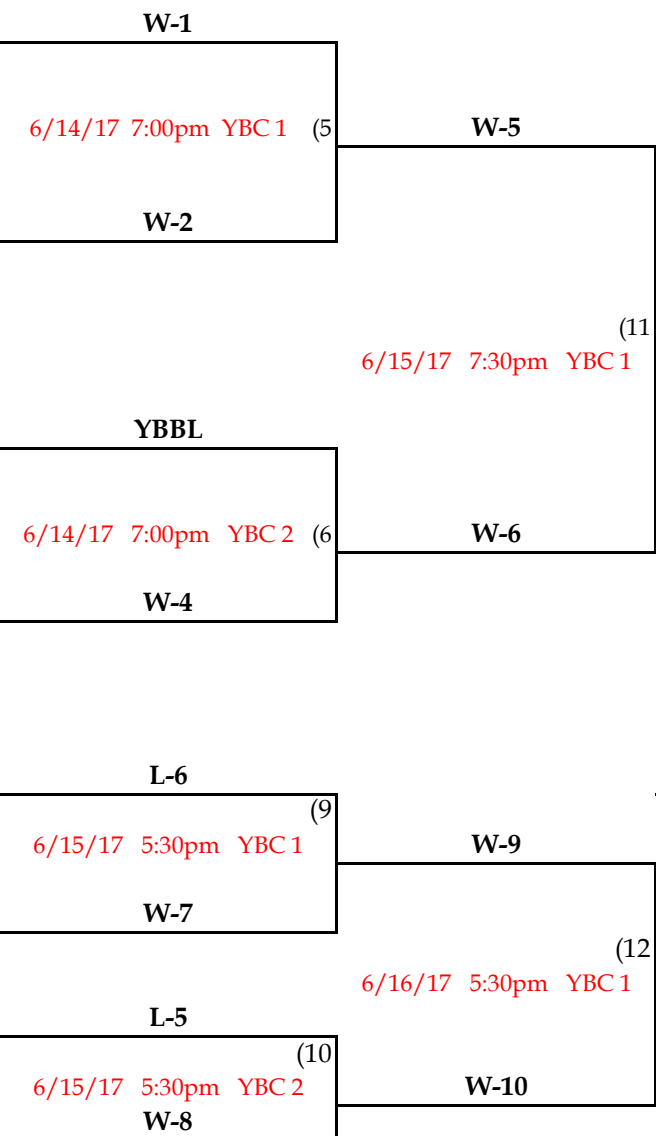 W-1
6/14/17 7:00pm YBC 1 (5
W-5
W-2
(11
6/15/17 7:30pm YBC 1
YBBL
6/14/17 7:00pm YBC 2 (6
W-6
W-4
L-6
(9
6/15/17 5:30pm YBC 1
W-9
W-7
(12
6/16/17 5:30pm YBC 1
L-5
(10
6/15/17 5:30pm YBC 2
W-10
W-8